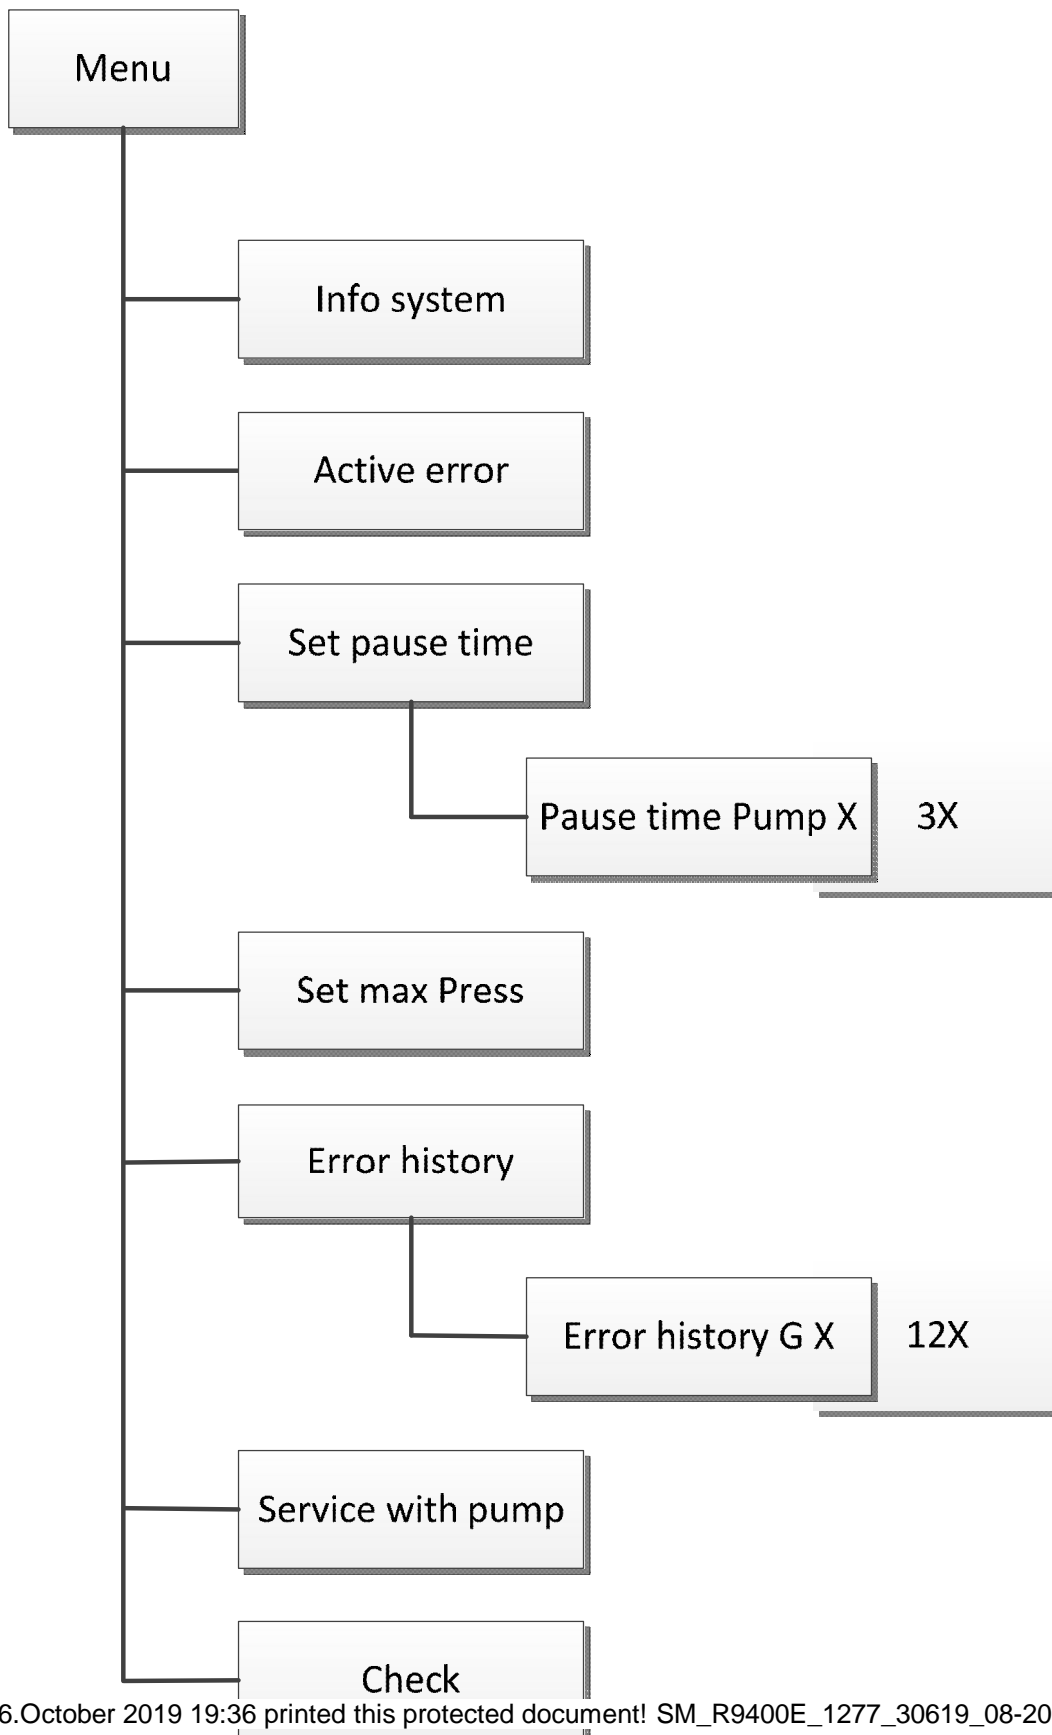 Menu
Info system
Active error
Set pause time
Pause time Pump X
3X
Set max Press
Error history
Error history G X
12X
Service with pump
Check
6.October 2019 19:36 printed this protected document! SM_R9400E_1277_30619_08-20